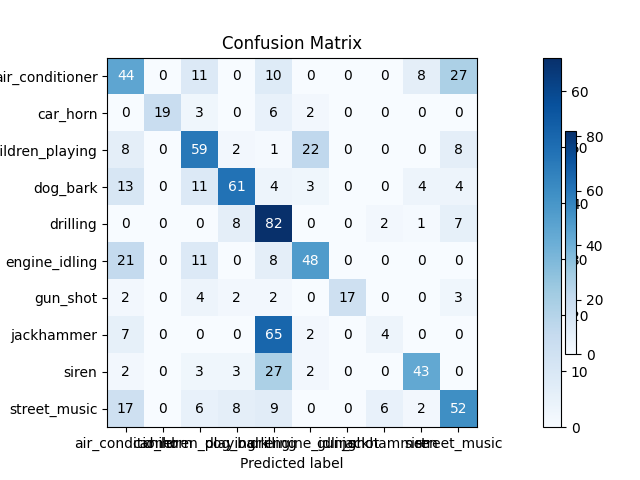 Confusion Matrix
air_conditioner 44 0 11 0 10 0 0 0 8 27
car_horn 0 19 3 0 6 2 0 0 0 0
ildren_playing 8 0 59 2 1 22 0 0 0 8
dog_bark 13 0 11 61 4 3 0 0 4 4
drilling 0 0 0 8 82 0 0 2 1 7
engine_idling 21 0 11 0 8 48 0 0 0 0
gun_shot 2 0 4 2 2 0 17 0 0 3
jackhammer 7 0 0 0 65 2 0 4 0 0
siren 2 0 3 3 27 2 0 0 43 0
street_music 17 0 6 8 9 0 0 6 2 52
street_music
Predicted label
60
80
60
40
20
0
10
0